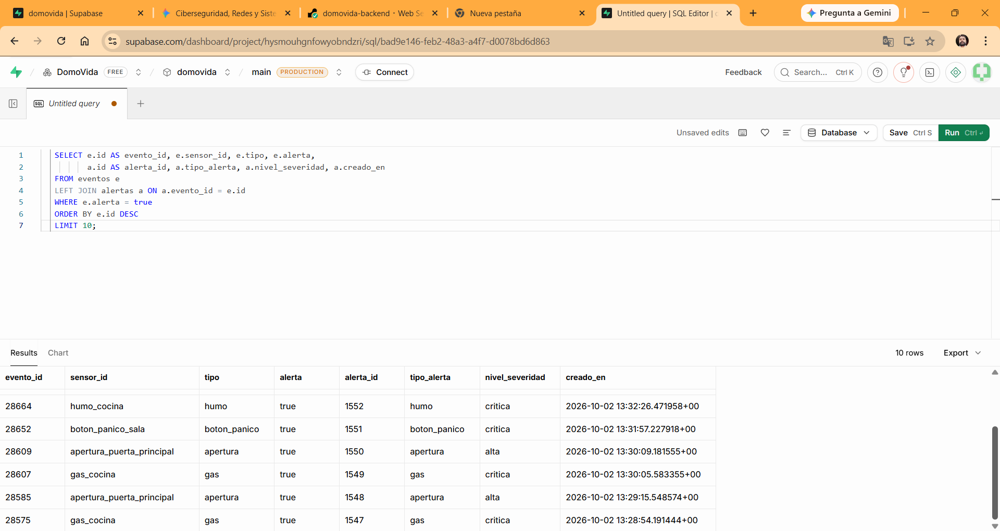 domovida | Supabase
Ciberseguridad, Redes y Siste
domovida-backend · Web Se
Nueva pestaña
Untitled query | SQL Editor |
Pregunta a Gemini
supabase.com/dashboard/project/hysmouhgnfowyobndzri/sql/bad9e146-feb2-48a3-a4f7-d0078bd6d863
DomoVida FREE
domovida
main PRODUCTION
Connect
Feedback
Search... Ctrl K
SQL Untitled query
Unsaved edits
Database
Save Ctrl S
Run Ctrl ↵
1 SELECT e.id AS evento_id, e.sensor_id, e.tipo, e.alerta,
2 a.id AS alerta_id, a.tipo_alerta, a.nivel_severidad, a.creado_en
3 FROM eventos e
4 LEFT JOIN alertas a ON a.evento_id = e.id
5 WHERE e.alerta = true
6 ORDER BY e.id DESC
7 LIMIT 10;
Results Chart
10 rows Export
evento_id sensor_id tipo alerta alerta_id tipo_alerta nivel_severidad creado_en
28664 humo_cocina humo true 1552 humo critica 2026-10-02 13:32:26.471958+00
28652 boton_panico_sala boton_panico true 1551 boton_panico critica 2026-10-02 13:31:57.227918+00
28609 apertura_puerta_principal apertura true 1550 apertura alta 2026-10-02 13:30:09.181555+00
28607 gas_cocina gas true 1549 gas critica 2026-10-02 13:30:05.583355+00
28585 apertura_puerta_principal apertura true 1548 apertura alta 2026-10-02 13:29:15.548574+00
28575 gas_cocina gas true 1547 gas critica 2026-10-02 13:28:54.191444+00